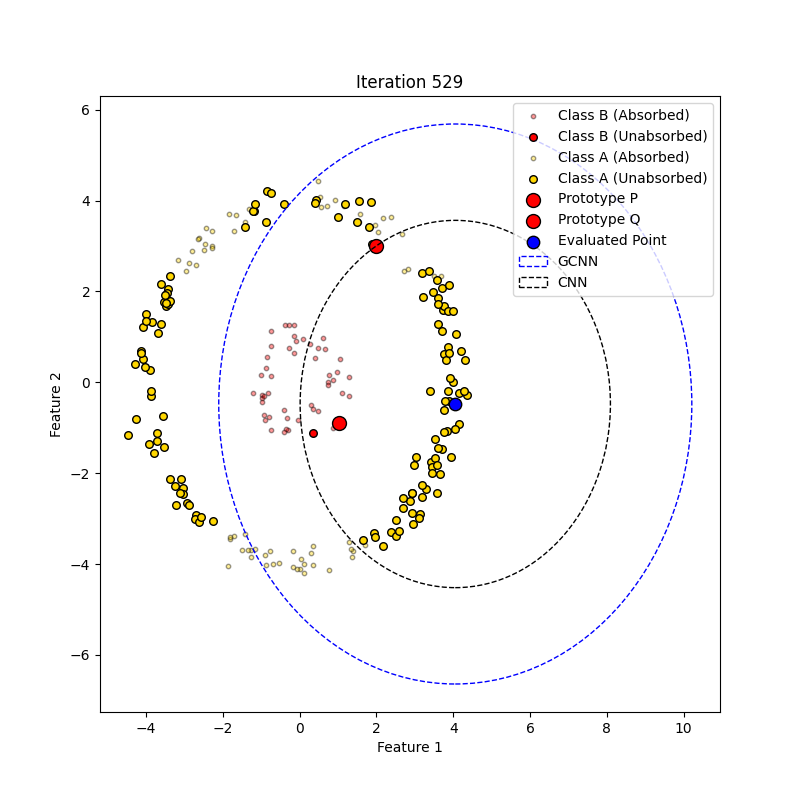 Iteration 529
Class B (Absorbed)
Class B (Unabsorbed)
Class A (Absorbed)
Class A (Unabsorbed)
Prototype P
Prototype Q
Evaluated Point
GCNN
CNN
6
4
2
0
−2
−4
−6
Feature 2
−4 −2 0 2 4 6 8 10
Feature 1